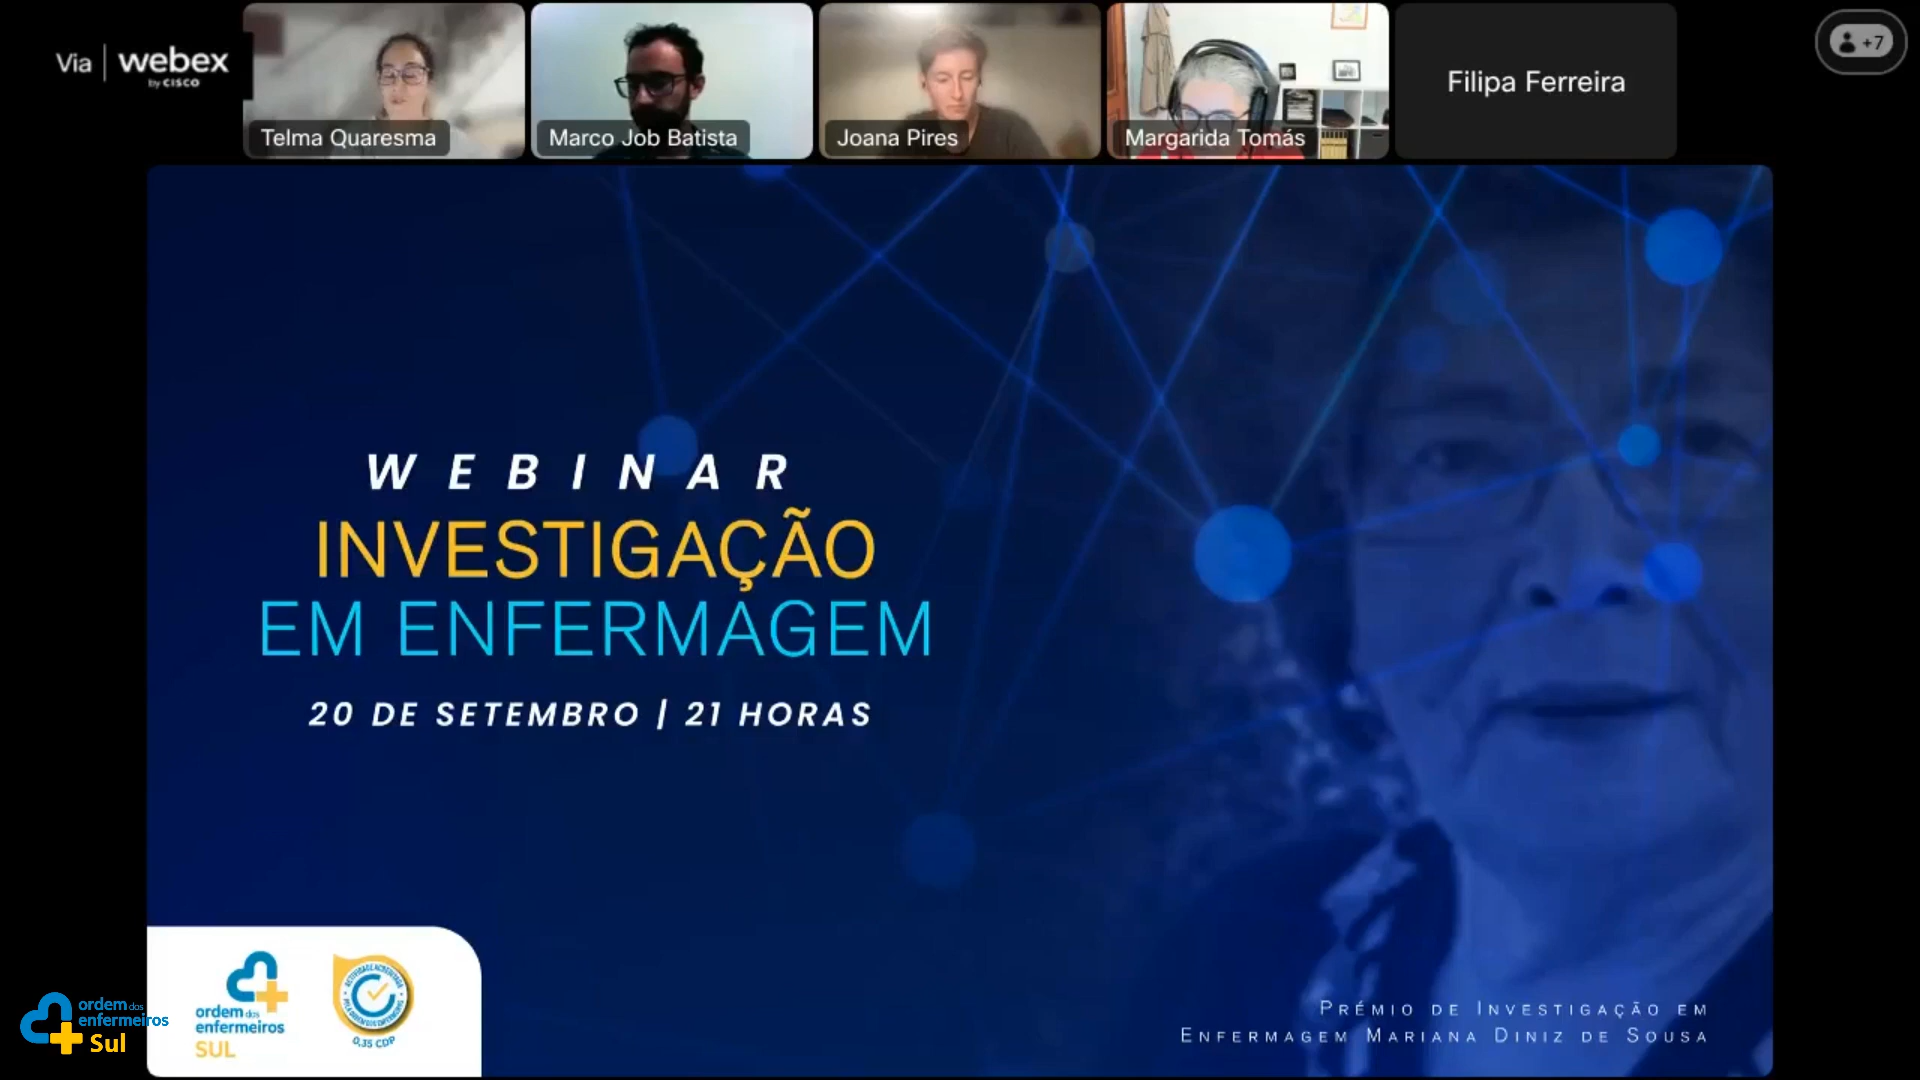 Via webex
by CISCO
Telma Quaresma
Marco Job Batista
Joana Pires
Margarida Tomás
Filipa Ferreira
+7
WEBINAR
INVESTIGAÇÃO
EM ENFERMAGEM
20 DE SETEMBRO | 21 HORAS
ordem dos
enfermeiros
Sul
ordem dos
enfermeiros
SUL
0,35 CDP
PRÉMIO DE INVESTIGAÇÃO EM
ENFERMAGEM MARIANA DINIZ DE SOUSA